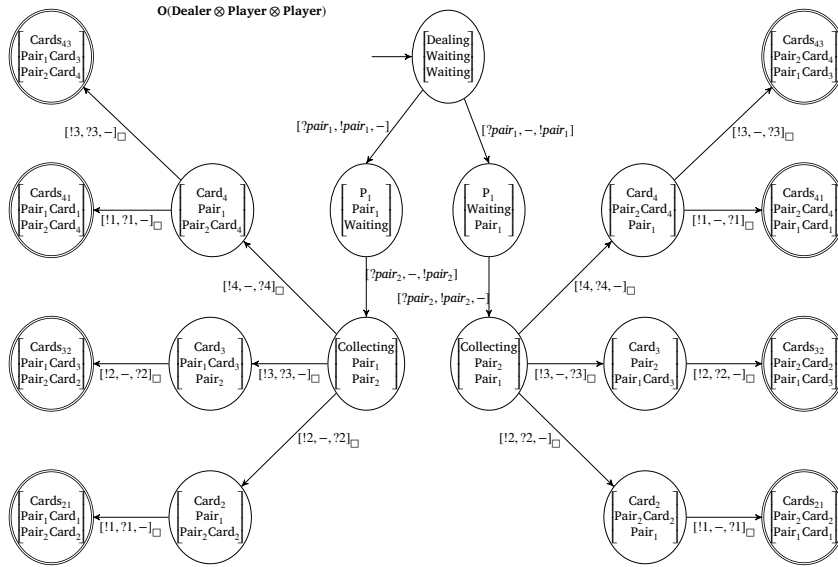 O(Dealer ⊗ Player ⊗ Player)
Dealing
Waiting
Waiting
[?pair₁, !pair₁, −]
[?pair₁, −, !pair₁]
Cards₄₃
Pair₁Card₃
Pair₂Card₄
[!3, ?3, −]□
Cards₄₁
Pair₁Card₁
Pair₂Card₄
[!1, ?1, −]□
Card₄
Pair₁
Pair₂Card₄
[!4, −, ?4]□
P₁
Pair₁
Waiting
[?pair₂, −, !pair₂]
P₁
Waiting
Pair₁
[?pair₂, !pair₂, −]
Card₄
Pair₂Card₄
Pair₁
[!4, ?4, −]□
Cards₄₃
Pair₂Card₄
Pair₁Card₃
[!3, −, ?3]□
Cards₄₁
Pair₂Card₄
Pair₁Card₁
[!1, −, ?1]□
Cards₃₂
Pair₁Card₃
Pair₂Card₂
[!2, −, ?2]□
Card₃
Pair₁Card₃
Pair₂
[!3, ?3, −]□
Collecting
Pair₁
Pair₂
Collecting
Pair₂
Pair₁
[!3, −, ?3]□
Card₃
Pair₂
Pair₁Card₃
[!2, ?2, −]□
Cards₃₂
Pair₂Card₂
Pair₁Card₃
[!2, −, ?2]□
[!2, ?2, −]□
Cards₂₁
Pair₁Card₁
Pair₂Card₂
[!1, ?1, −]□
Card₂
Pair₁
Pair₂Card₂
Card₂
Pair₂Card₂
Pair₁
[!1, −, ?1]□
Cards₂₁
Pair₂Card₂
Pair₁Card₁